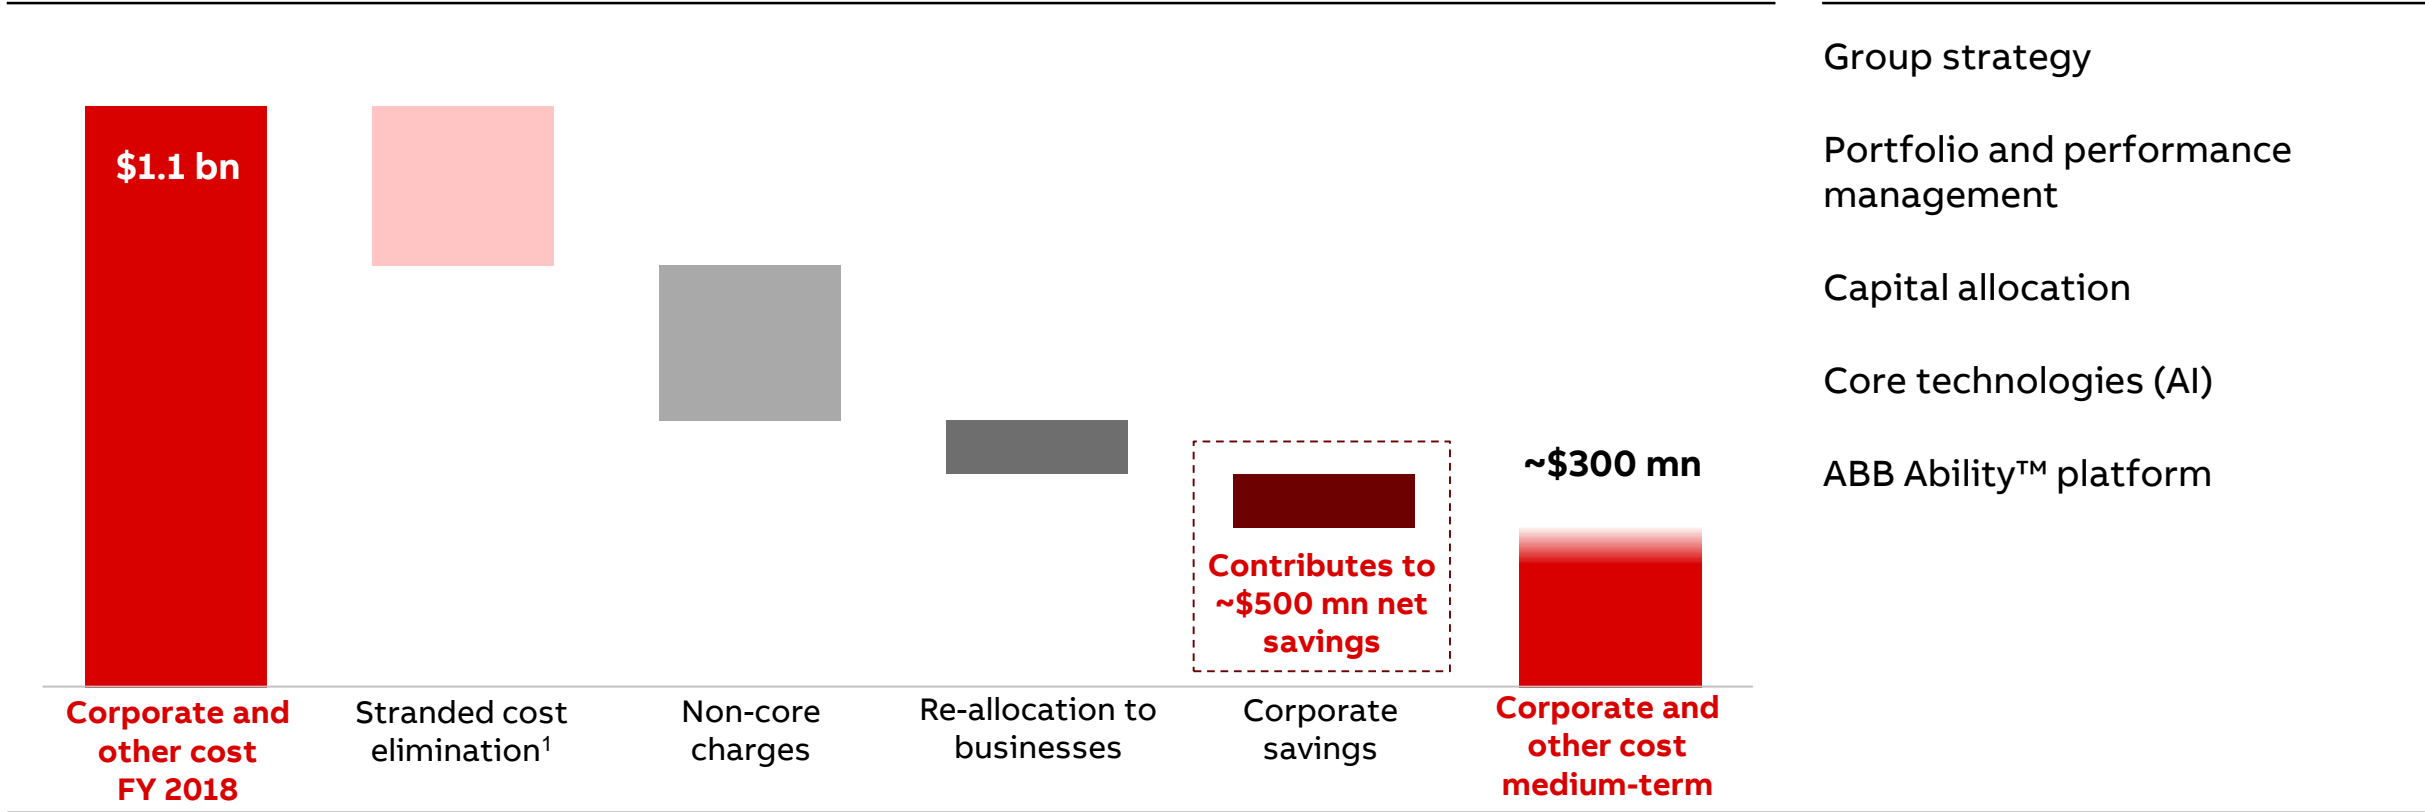 $1.1 bn
~$300 mn
Contributes to
~$500 mn net
savings
Corporate and
other cost
FY 2018
Stranded cost
elimination¹
Non-core
charges
Re-allocation to
businesses
Corporate
savings
Corporate and
other cost
medium-term
Group strategy
Portfolio and performance
management
Capital allocation
Core technologies (AI)
ABB Ability™ platform